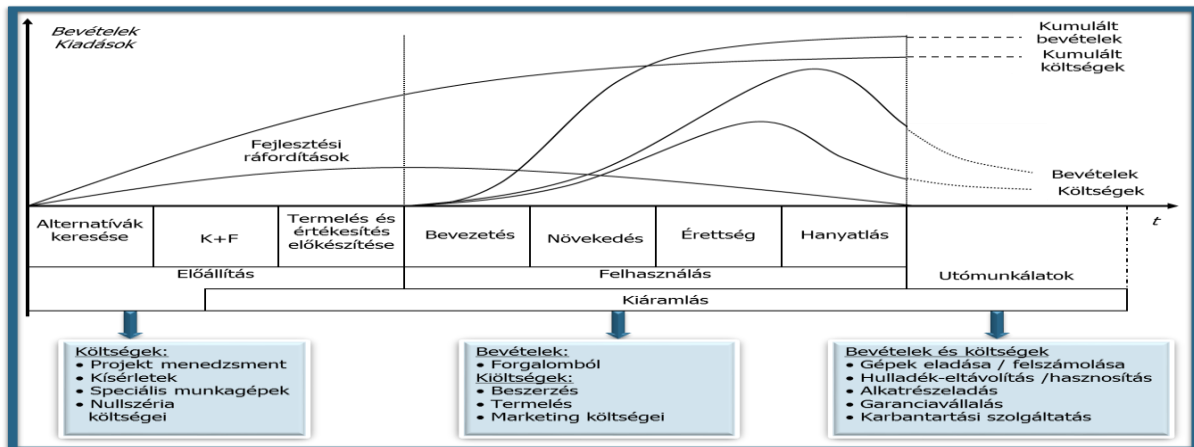 Bevételek
Kiadások
Kumulált
bevételek
Kumulált
költségek
Fejlesztési
ráfordítások
Bevételek
Költségek
t
Alternatívák
keresése
K+F
Termelés és
értékesítés
előkészítése
Bevezetés
Növekedés
Érettség
Hanyatlás
Előállítás
Felhasználás
Utómunkálatok
Kiáramlás
Költségek:
• Projekt menedzsment
• Kísérletek
• Speciális munkagépek
• Nullszéria
költségei
Bevételek:
• Forgalomból
Kiöltségek:
• Beszerzés
• Termelés
• Marketing költségei
Bevételek és költségek
• Gépek eladása / felszámolása
• Hulladék-eltávolítás /hasznosítás
• Alkatrészeladás
• Garanciavállalás
• Karbantartási szolgáltatás